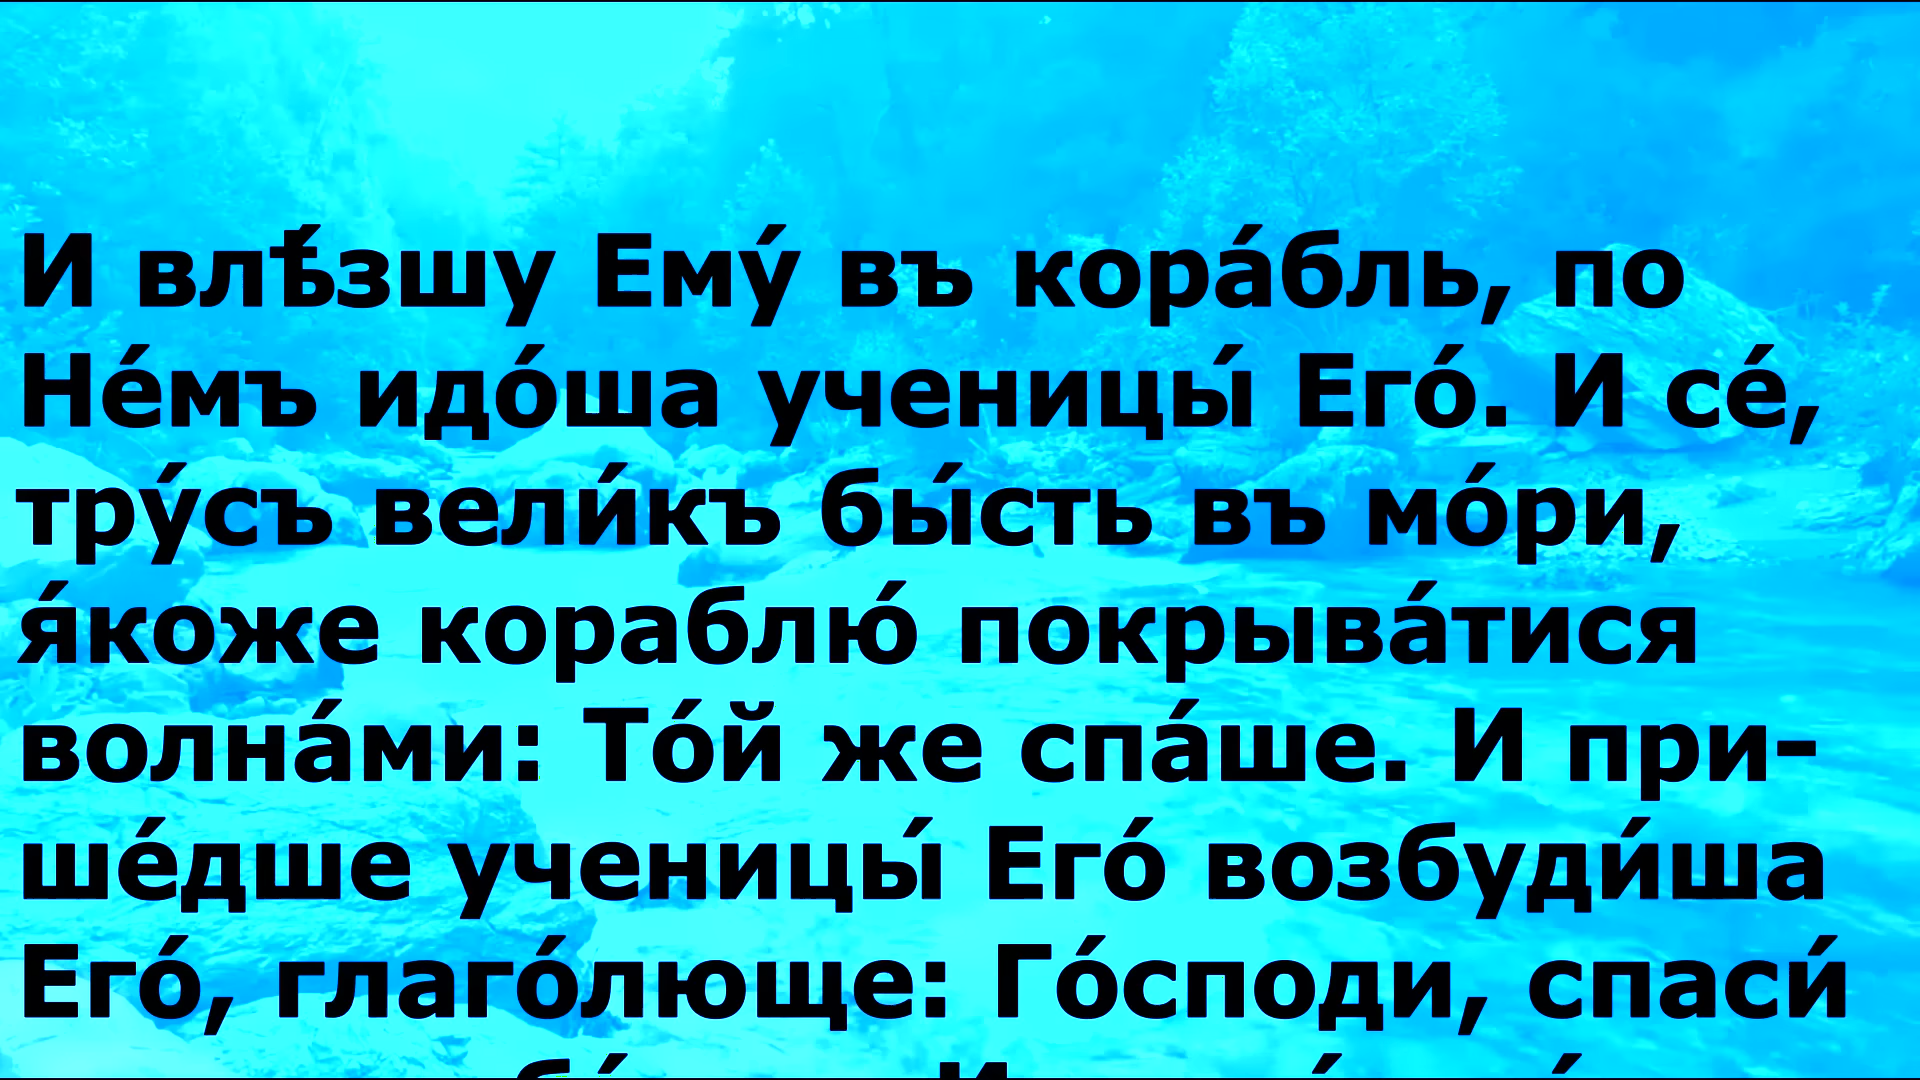 И влѣ́зшу Ему́ въ кора́бль, по
Не́мъ идо́ша ученицы́ Его́. И се́,
тру́съ вели́къ бы́сть въ мо́ри,
я́коже кораблю́ покрыва́тися
волна́ми: То́й же спа́ше. И при-
ше́дше ученицы́ Его́ возбуди́ша
Его́, глаго́люще: Го́споди, спаси́